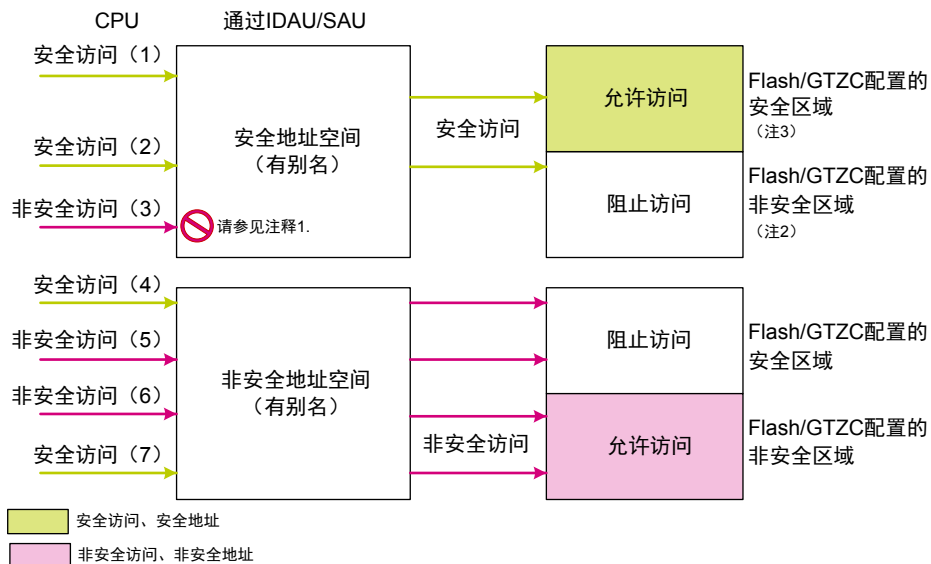 CPU
通过IDAU/SAU
安全访问（1）
安全访问（2）
非安全访问（3）
安全地址空间
（有别名）
请参见注释1.
安全访问
允许访问
阻止访问
Flash/GTZC配置的
安全区域
（注3）
Flash/GTZC配置的
非安全区域
（注2）
安全访问（4）
非安全访问（5）
非安全访问（6）
安全访问（7）
非安全地址空间
（有别名）
非安全访问
阻止访问
允许访问
Flash/GTZC配置的
安全区域
Flash/GTZC配置的
非安全区域
安全访问、安全地址
非安全访问、非安全地址